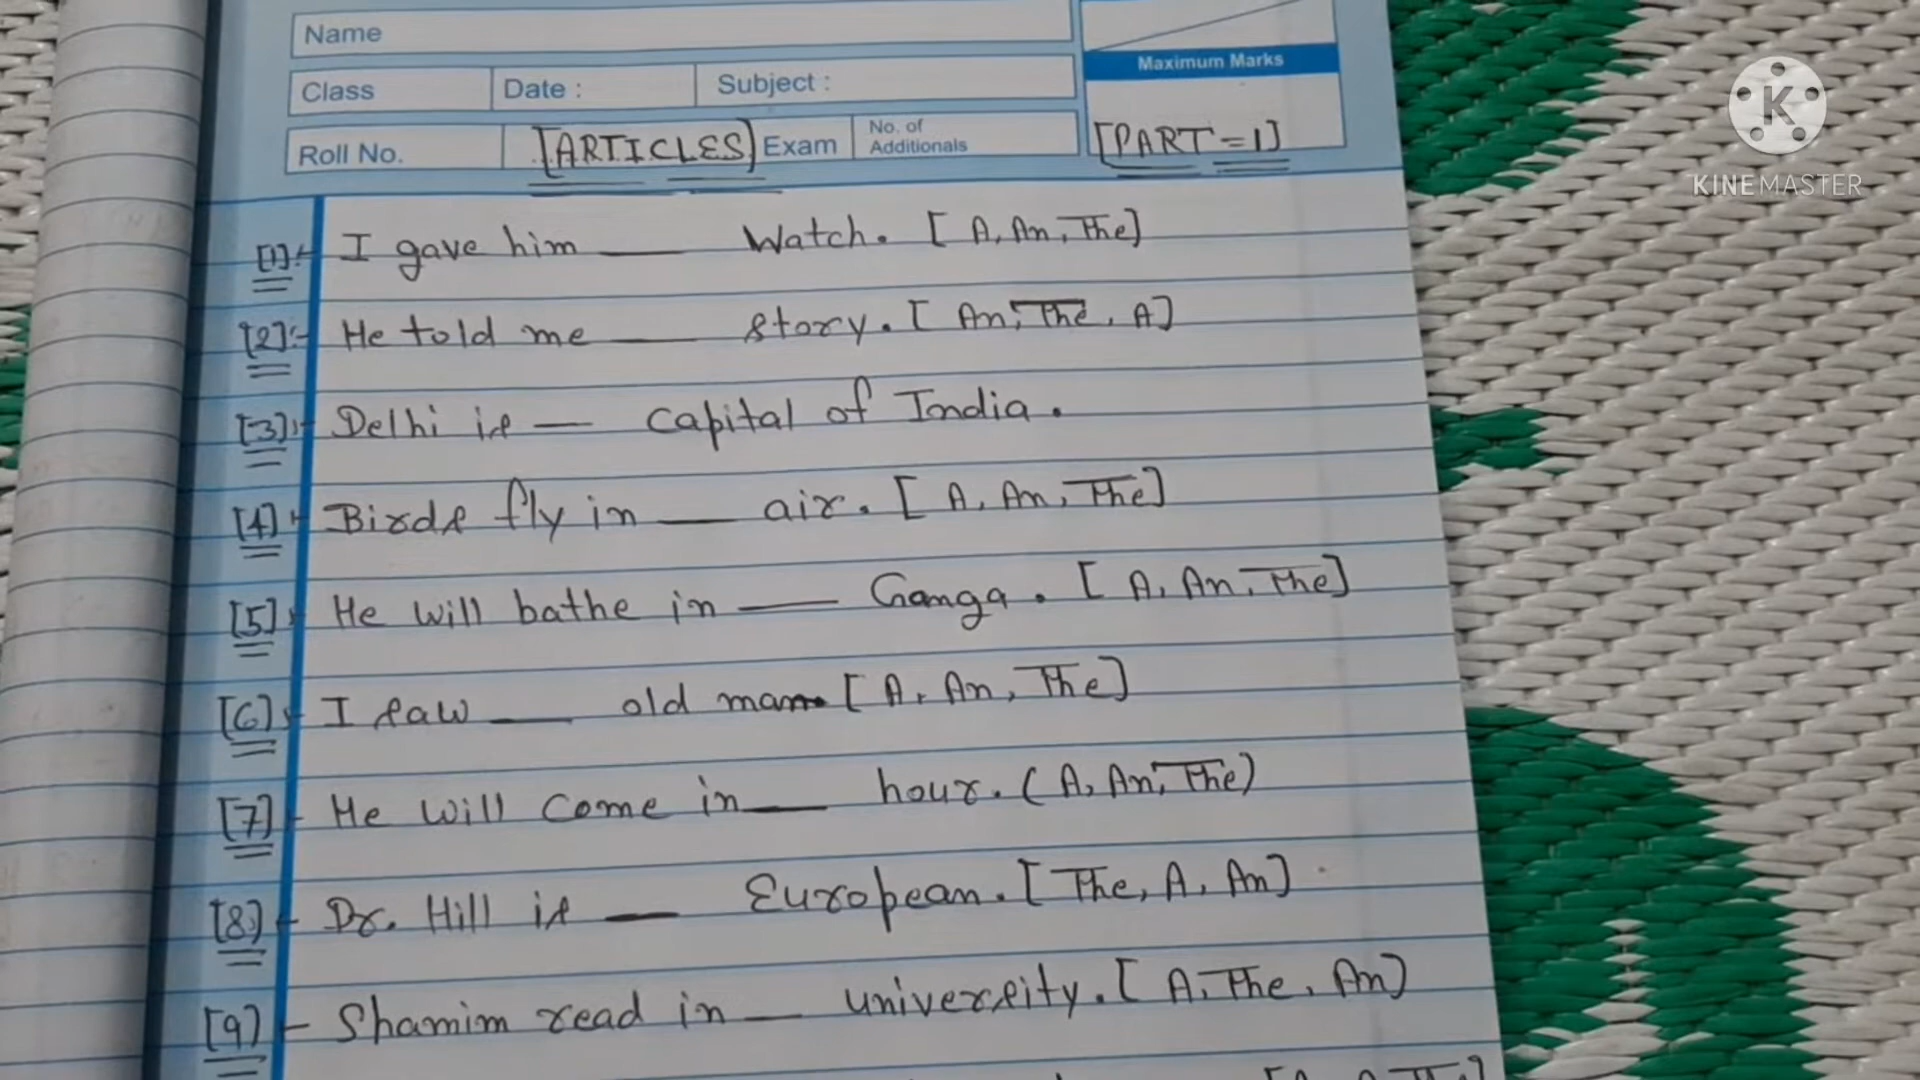 Name
Maximum Marks
Class Date : Subject :
Roll No. [ARTICLES] Exam No. of Additionals [PART-1]
K
KINEMASTER
[1]:- I gave him ___ Watch. [ A, An, The]
[2]:- He told me ___ story. [ An, The, A]
[3]:- Delhi is ___ capital of India.
[4]:- Birds fly in ___ air. [ A, An, The]
[5]:- He will bathe in ___ Ganga. [ A, An, The]
[6]:- I saw ___ old man [ A, An, The]
[7]- He will come in ___ hour. ( A, An, The)
[8]- Dr. Hill is ___ European. [ The, A, An]
[9]- Shamim read in ___ university. [ A, The, An)